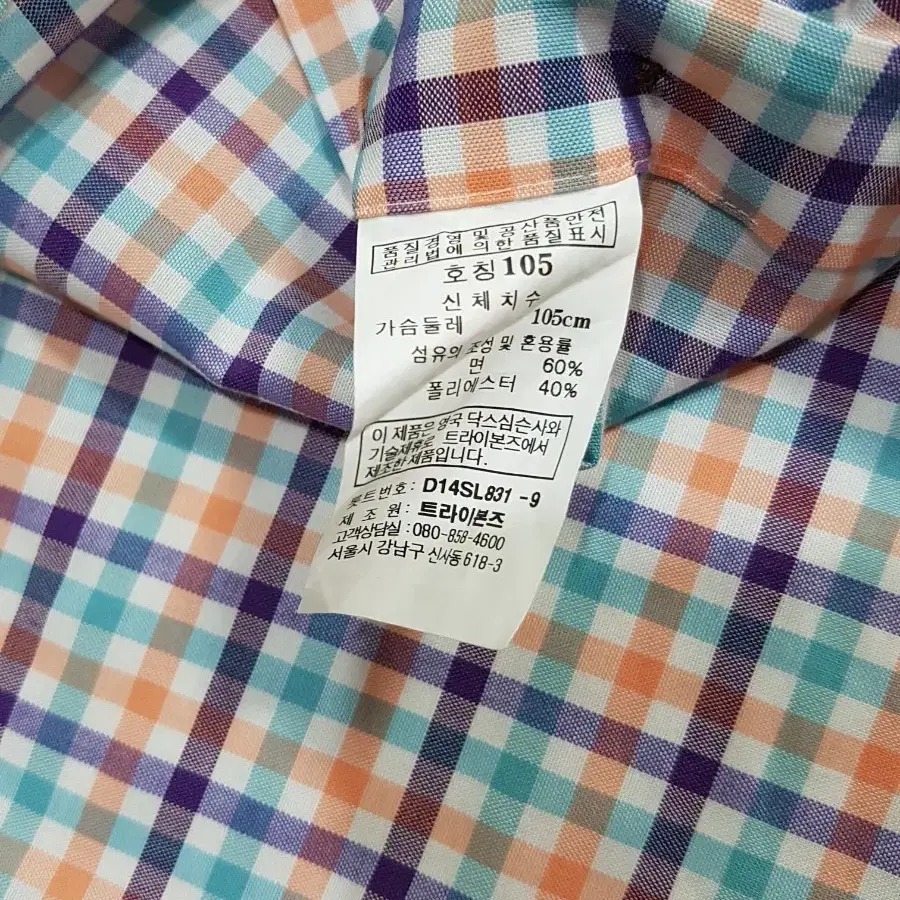 품질경영 및 공산품안전
관리법에 의한 품질표시
호칭 105
신체치수
가슴둘레 105cm
섬유의 조성 및 혼용률
면 60%
폴리에스터 40%
이 제품은 영국 닥스심슨사와
기술제휴로 트라이본즈에서
제조한 제품입니다.
롯트번호: D14SL831 -9
제 조 원: 트라이본즈
고객상담실: 080-858-4600
서울시 강남구 신사동 618-3